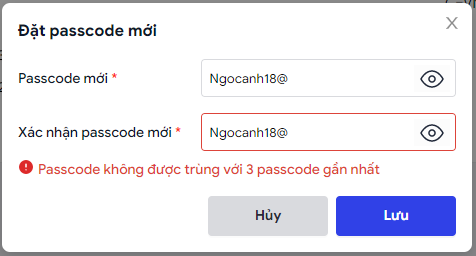 Đặt passcode mới
Passcode mới *
Ngocanh18@
Xác nhận passcode mới *
Ngocanh18@
Passcode không được trùng với 3 passcode gần nhất
Hủy
Lưu